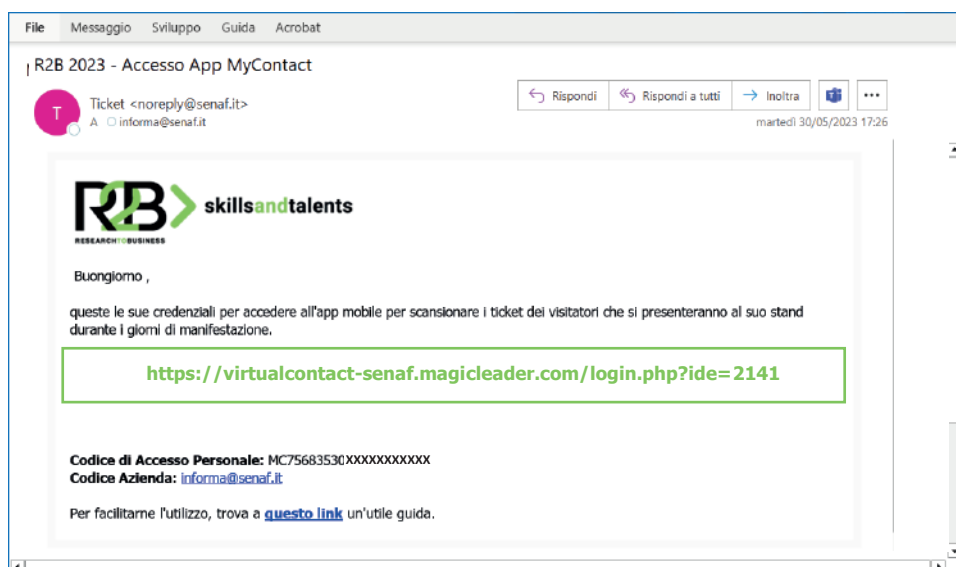 File Messaggio Sviluppo Guida Acrobat
R2B 2023 - Accesso App MyContact
T
Ticket <noreply@senaf.it>
A informa@senaf.it
Rispondi Rispondi a tutti Inoltra
martedì 30/05/2023 17:26
R2B skillsandtalents
RESEARCHTOBUSINESS
Buongiorno ,
queste le sue credenziali per accedere all'app mobile per scansionare i ticket dei visitatori che si presenteranno al suo stand
durante i giorni di manifestazione.
https://virtualcontact-senaf.magicleader.com/login.php?ide=2141
Codice di Accesso Personale: MC75683530XXXXXXXXXXX
Codice Azienda: informa@senaf.it
Per facilitarne l'utilizzo, trova a questo link un'utile guida.